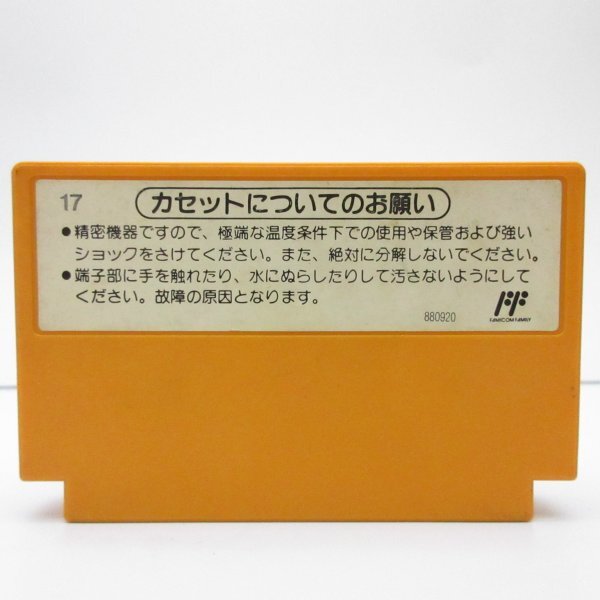 17
カセットについてのお願い
●精密機器ですので、極端な温度条件下での使用や保管および強い
ショックをさけてください。また、絶対に分解しないでください。
●端子部に手を触れたり、水にぬらしたりして汚さないようにして
ください。故障の原因となります。
880920
FAMICOM FAMILY